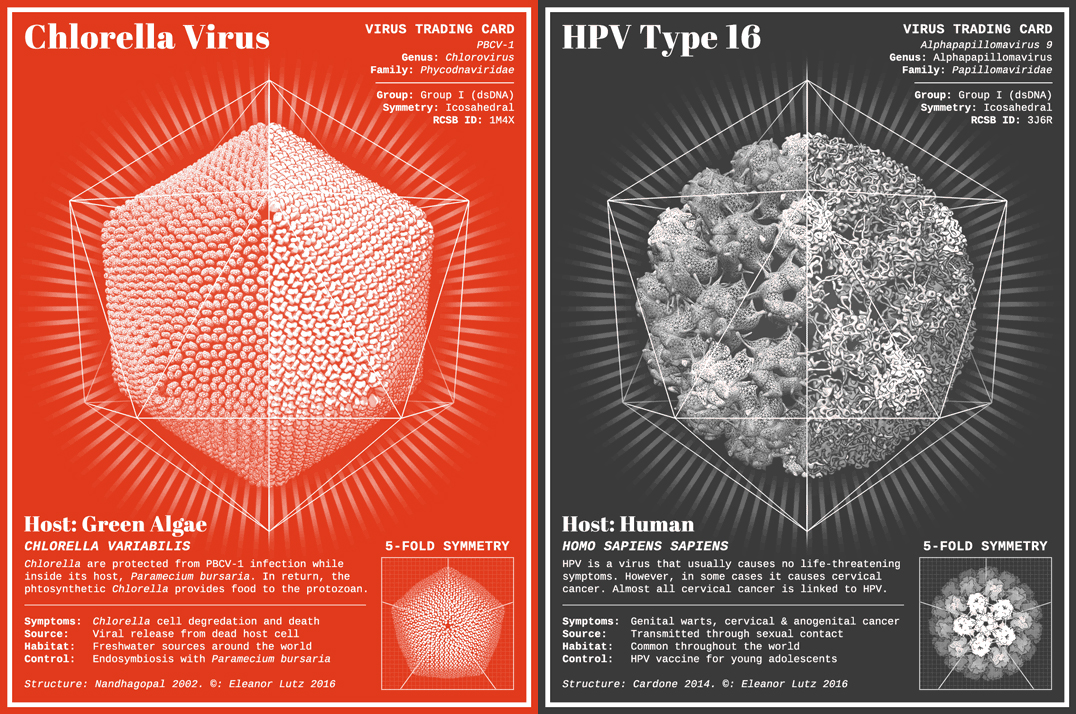 Chlorella Virus
VIRUS TRADING CARD
PBCV-1
Genus: Chlorovirus
Family: Phycodnaviridae
Group: Group I (dsDNA)
Symmetry: Icosahedral
RCSB ID: 1M4X
Host: Green Algae
CHLORELLA VARIABILIS
Chlorella are protected from PBCV-1 infection while
inside its host, Paramecium bursaria. In return, the
phtosynthetic Chlorella provides food to the protozoan.
Symptoms: Chlorella cell degredation and death
Source: Viral release from dead host cell
Habitat: Freshwater sources around the world
Control: Endosymbiosis with Paramecium bursaria
Structure: Nandhagopal 2002. ©: Eleanor Lutz 2016
5-FOLD SYMMETRY
HPV Type 16
VIRUS TRADING CARD
Alphapapillomavirus 9
Genus: Alphapapillomavirus
Family: Papillomaviridae
Group: Group I (dsDNA)
Symmetry: Icosahedral
RCSB ID: 3J6R
Host: Human
HOMO SAPIENS SAPIENS
HPV is a virus that usually causes no life-threatening
symptoms. However, in some cases it causes cervical
cancer. Almost all cervical cancer is linked to HPV.
Symptoms: Genital warts, cervical & anogenital cancer
Source: Transmitted through sexual contact
Habitat: Common throughout the world
Control: HPV vaccine for young adolescents
Structure: Cardone 2014. ©: Eleanor Lutz 2016
5-FOLD SYMMETRY